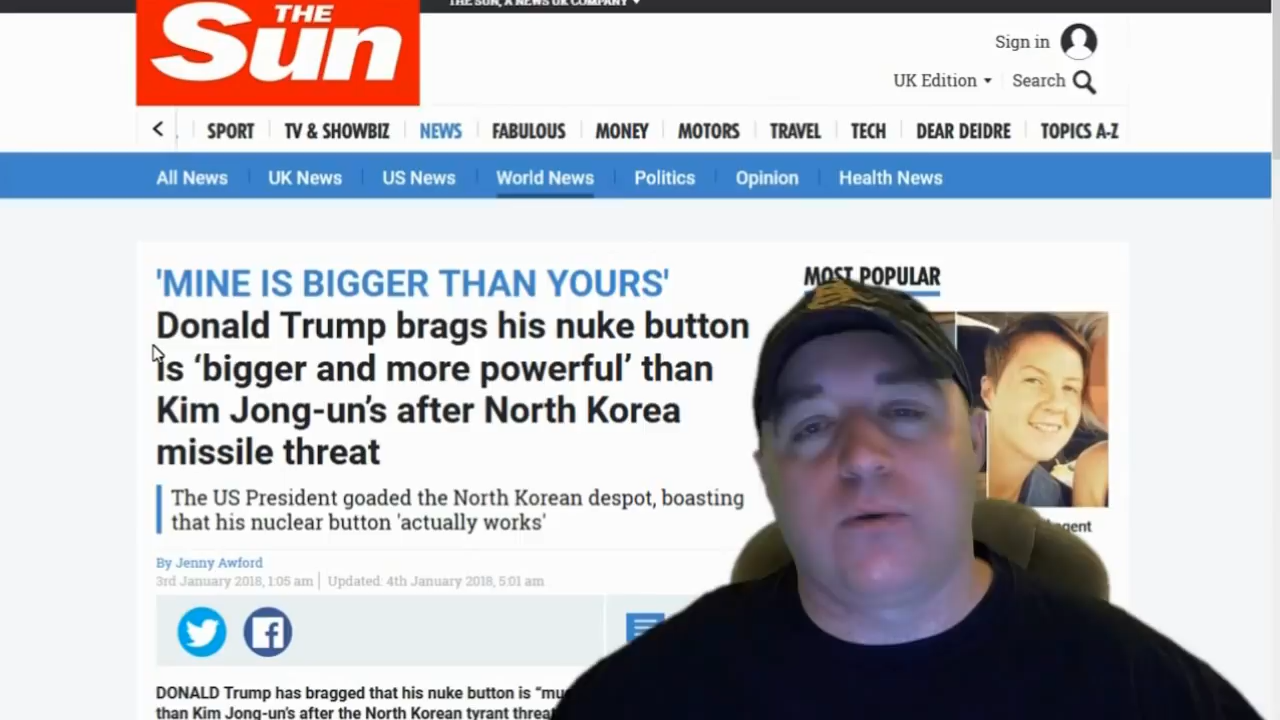 THE SUN, A NEWS UK COMPANY
THE
Sun
Sign in
UK Edition
Search
SPORT
TV & SHOWBIZ
NEWS
FABULOUS
MONEY
MOTORS
TRAVEL
TECH
DEAR DEIDRE
TOPICS A-Z
All News
UK News
US News
World News
Politics
Opinion
Health News
'MINE IS BIGGER THAN YOURS'
Donald Trump brags his nuke button
is ‘bigger and more powerful’ than
Kim Jong-un’s after North Korea
missile threat
The US President goaded the North Korean despot, boasting
that his nuclear button 'actually works'
By Jenny Awford
3rd January 2018, 1:05 am
Updated: 4th January 2018, 5:01 am
MOST POPULAR
DONALD Trump has bragged that his nuke button is
than Kim Jong-un’s after the North Korean tyrant